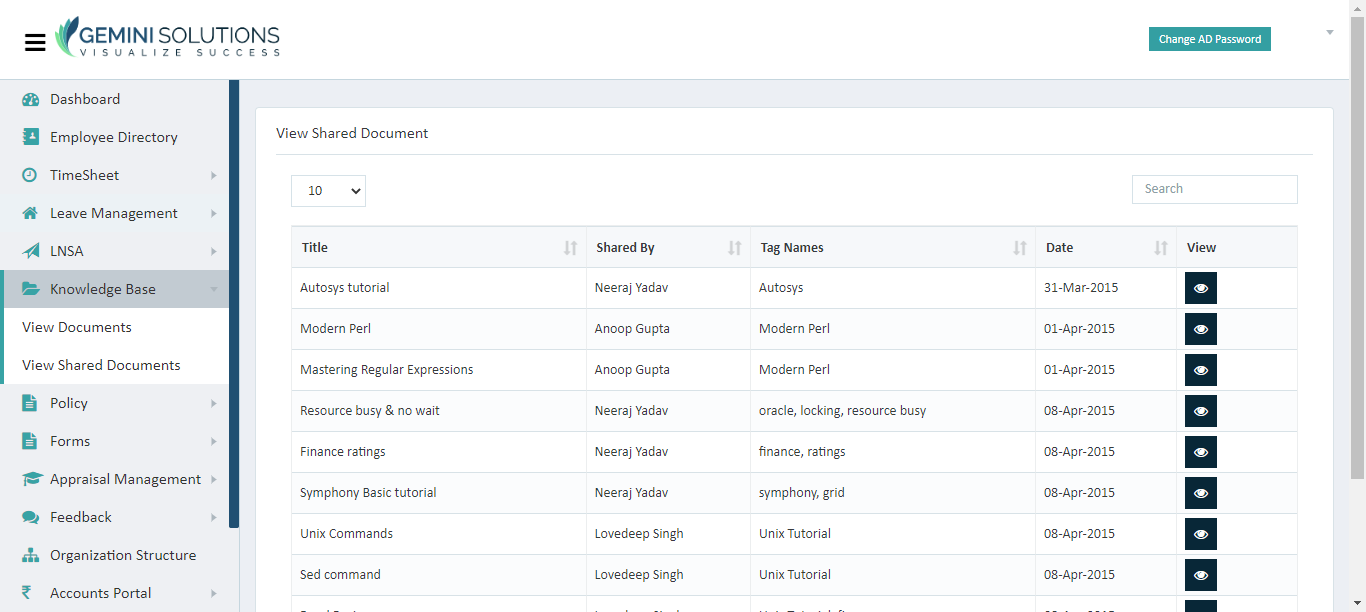 GEMINI SOLUTIONS
VISUALIZE SUCCESS
Change AD Password
Dashboard
Employee Directory
TimeSheet
Leave Management
LNSA
Knowledge Base
View Documents
View Shared Documents
Policy
Forms
Appraisal Management
Feedback
Organization Structure
Accounts Portal
View Shared Document
10
Search
Title Shared By Tag Names Date View
Autosys tutorial Neeraj Yadav Autosys 31-Mar-2015
Modern Perl Anoop Gupta Modern Perl 01-Apr-2015
Mastering Regular Expressions Anoop Gupta Modern Perl 01-Apr-2015
Resource busy & no wait Neeraj Yadav oracle, locking, resource busy 08-Apr-2015
Finance ratings Neeraj Yadav finance, ratings 08-Apr-2015
Symphony Basic tutorial Neeraj Yadav symphony, grid 08-Apr-2015
Unix Commands Lovedeep Singh Unix Tutorial 08-Apr-2015
Sed command Lovedeep Singh Unix Tutorial 08-Apr-2015